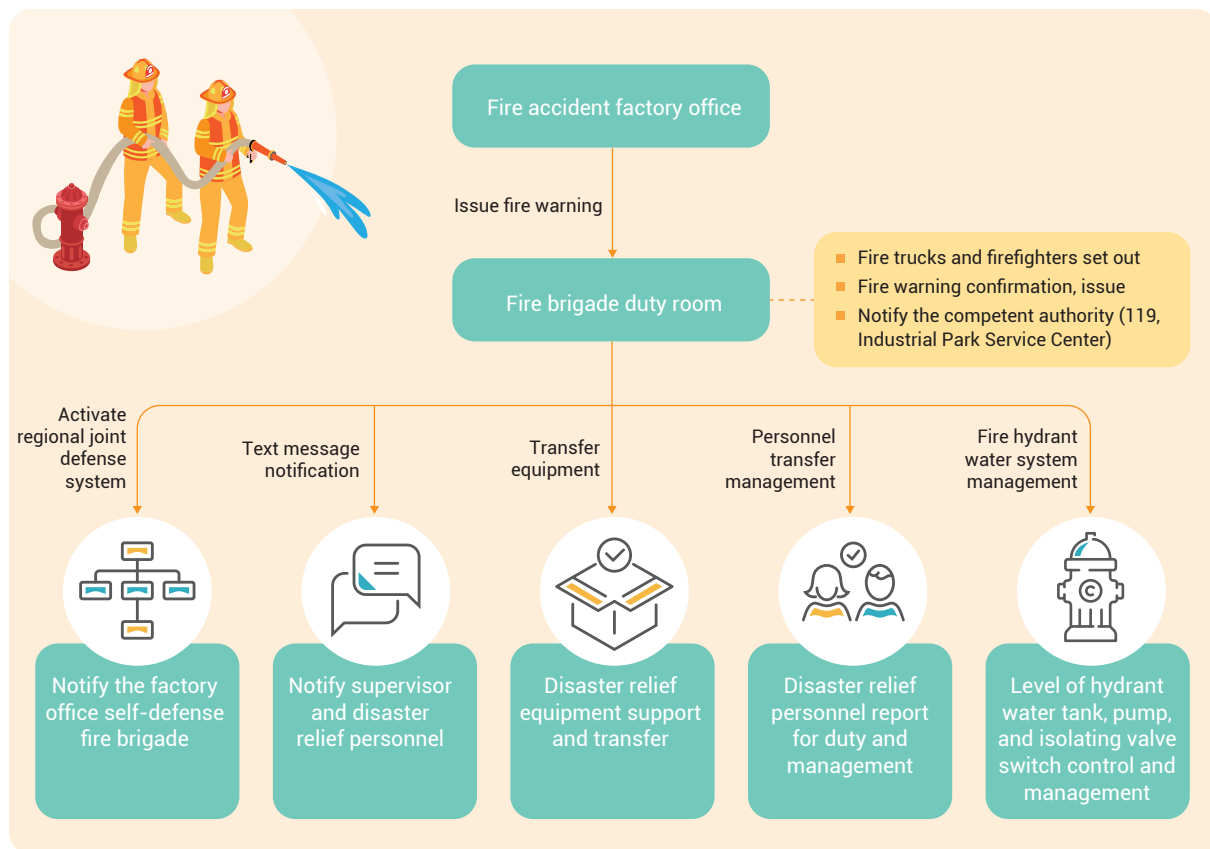 Fire accident factory office
Issue fire warning
Fire brigade duty room
Fire trucks and firefighters set out
Fire warning confirmation, issue
Notify the competent authority (119,
Industrial Park Service Center)
Activate
regional joint
defense
system
Text message
notification
Transfer
equipment
Personnel
transfer
management
Fire hydrant
water system
management
C
Notify the factory
office self-defense
fire brigade
Notify supervisor
and disaster
relief personnel
Disaster relief
equipment support
and transfer
Disaster relief
personnel report
for duty and
management
Level of hydrant
water tank, pump,
and isolating valve
switch control and
management